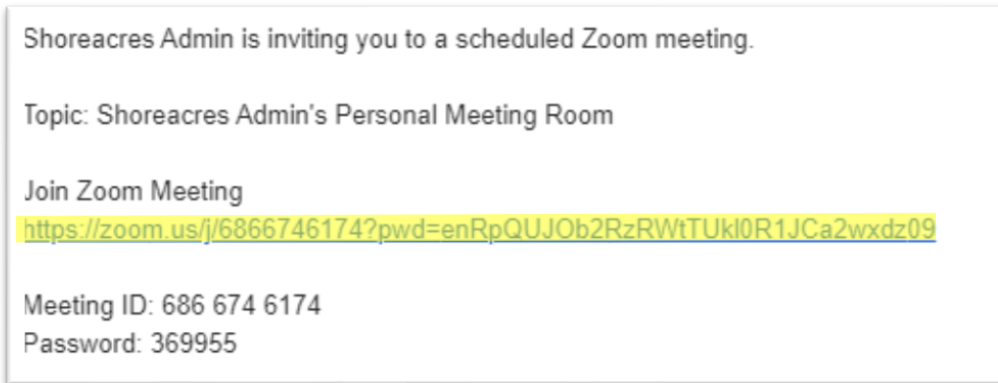 Shoreacres Admin is inviting you to a scheduled Zoom meeting.
Topic: Shoreacres Admin's Personal Meeting Room
Join Zoom Meeting
https://zoom.us/j/6866746174?pwd=enRpQUJOb2RzRWtTUkl0R1JCa2wxdz09
Meeting ID: 686 674 6174
Password: 369955